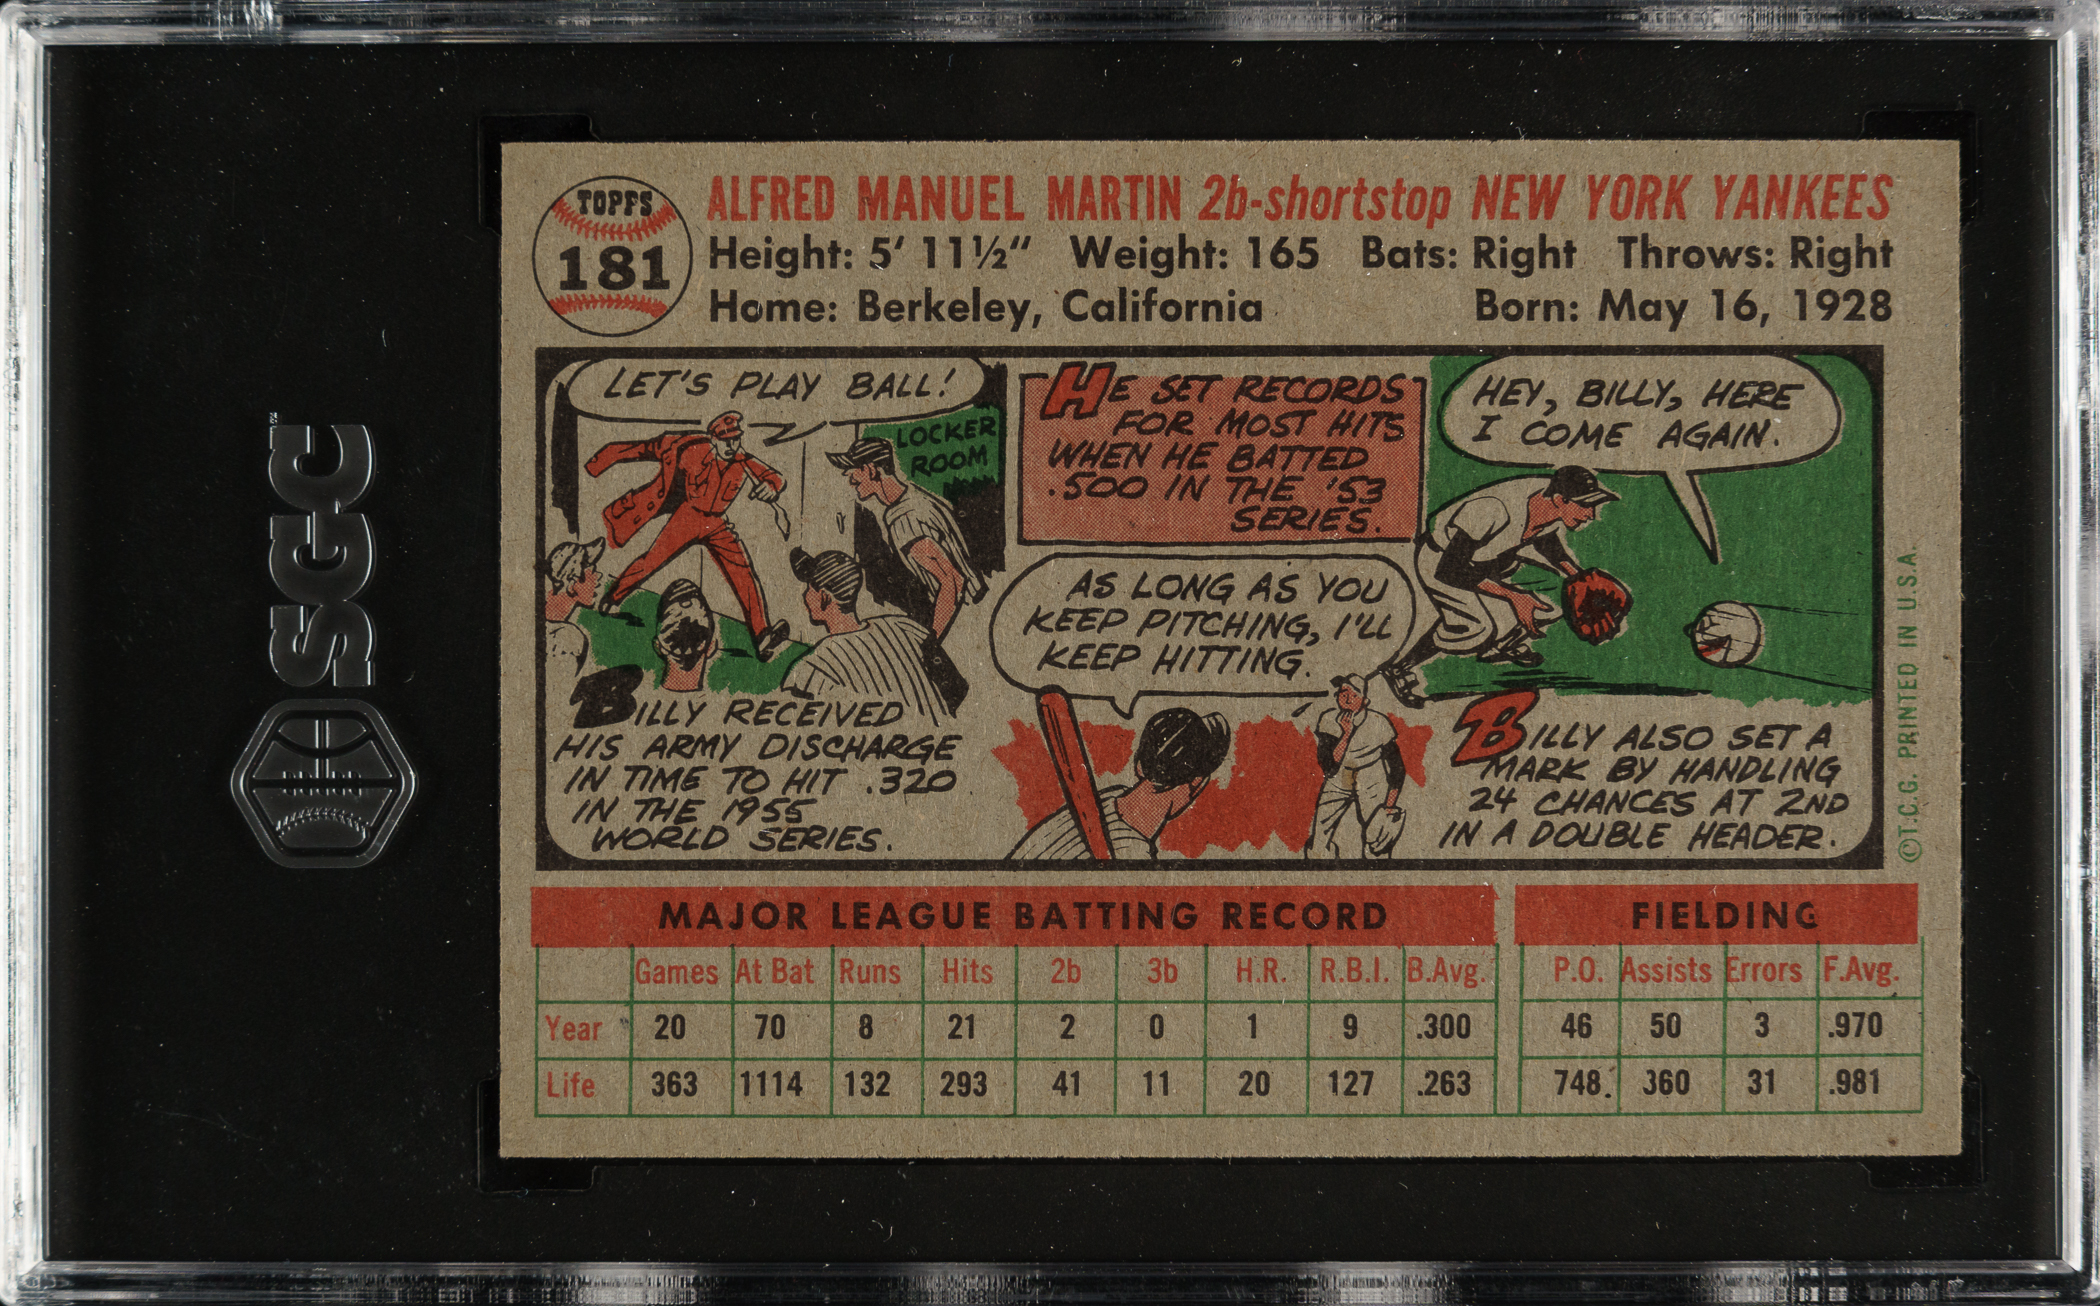 SGC
TOPPS
181
ALFRED MANUEL MARTIN 2b-shortstop NEW YORK YANKEES
Height: 5' 11½" Weight: 165 Bats: Right Throws: Right
Home: Berkeley, California Born: May 16, 1928
LET'S PLAY BALL!
LOCKER
ROOM
BILLY RECEIVED
HIS ARMY DISCHARGE
IN TIME TO HIT .320
IN THE 1955
WORLD SERIES.
HE SET RECORDS
FOR MOST HITS
WHEN HE BATTED
.500 IN THE '53
SERIES.
AS LONG AS YOU
KEEP PITCHING, I'LL
KEEP HITTING.
HEY, BILLY, HERE
I COME AGAIN.
BILLY ALSO SET A
MARK BY HANDLING
24 CHANCES AT 2ND
IN A DOUBLE HEADER.
©T.C.G. PRINTED IN U.S.A.
MAJOR LEAGUE BATTING RECORD FIELDING
Games At Bat Runs Hits 2b 3b H.R. R.B.I. B.Avg. P.O. Assists Errors F.Avg.
Year 20 70 8 21 2 0 1 9 .300 46 50 3 .970
Life 363 1114 132 293 41 11 20 127 .263 748 360 31 .981